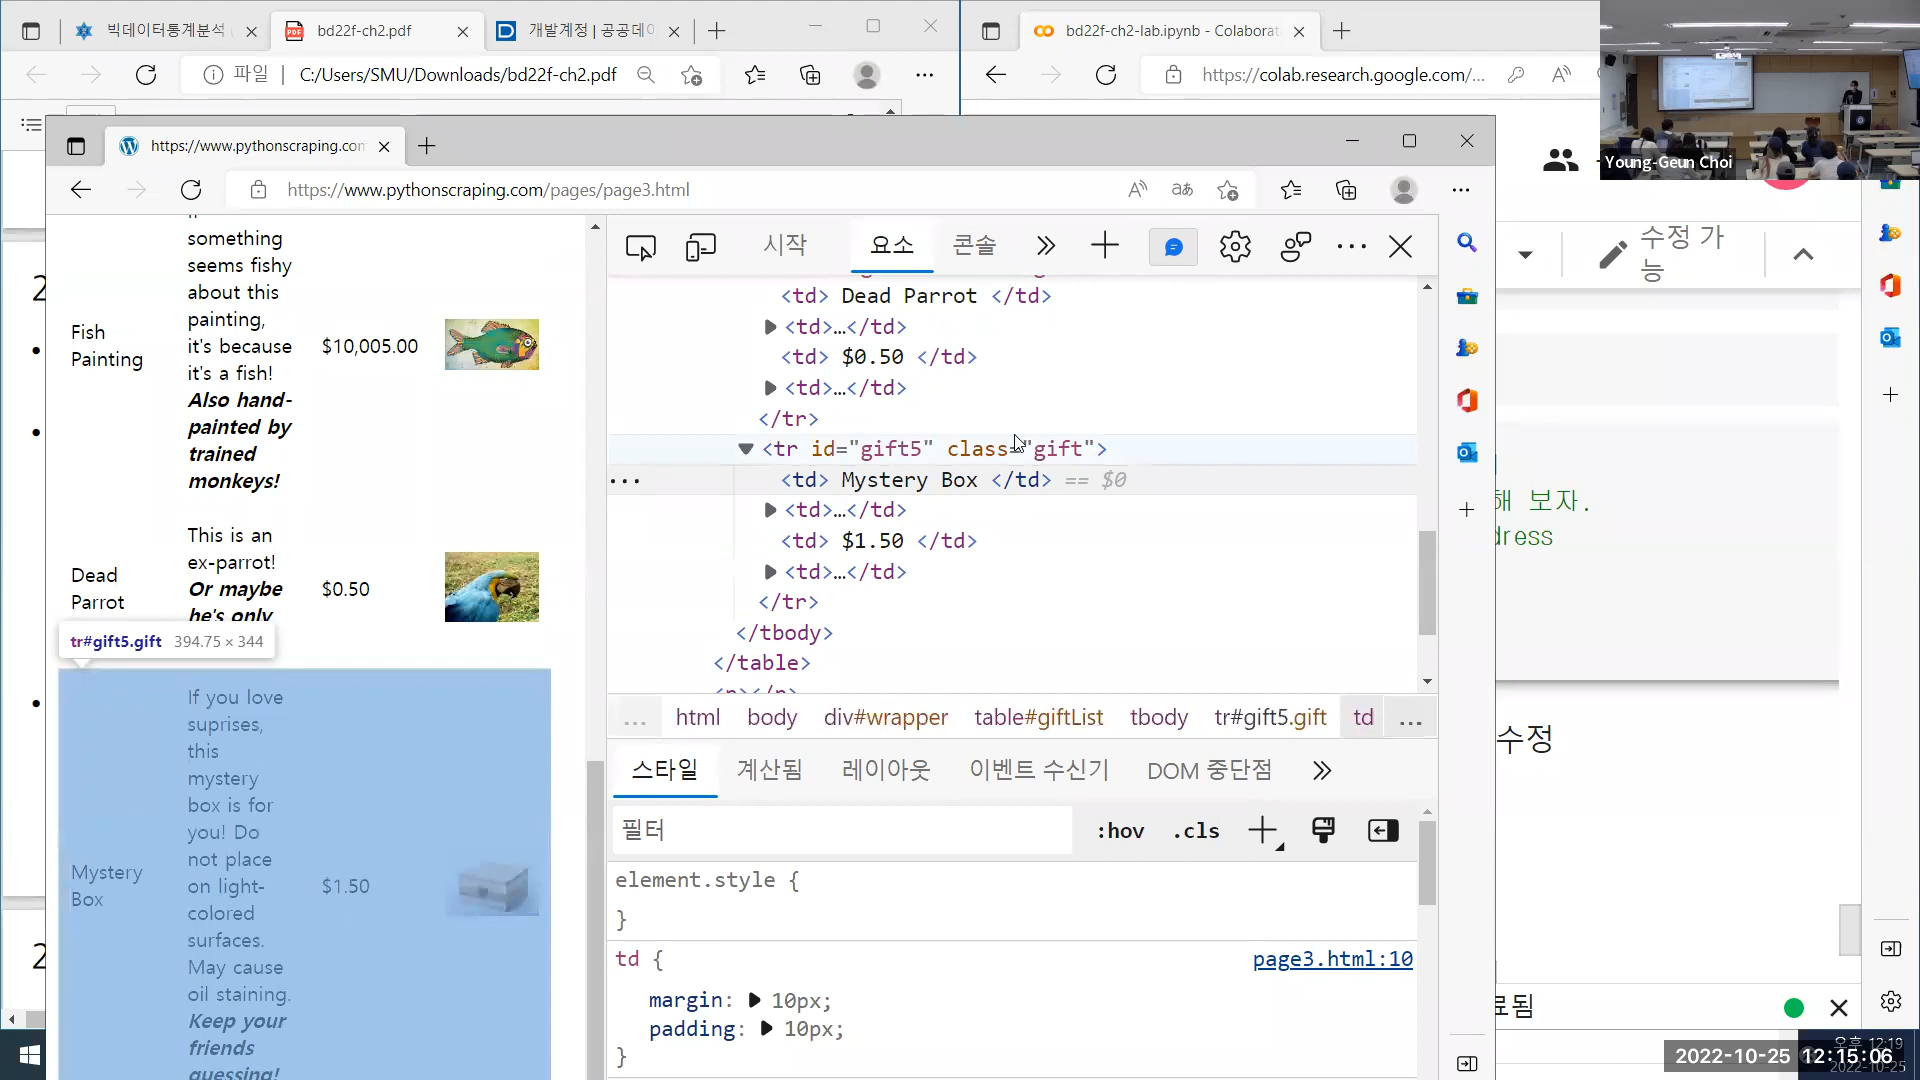 빅데이터통계분석
bd22f-ch2.pdf
개발계정 | 공공데이
bd22f-ch2-lab.ipynb - Colaborat
파일
C:/Users/SMU/Downloads/bd22f-ch2.pdf
https://colab.research.google.com/...
Young-Geun Choi
https://www.pythonscraping.com
https://www.pythonscraping.com/pages/page3.html
수정 가
능
something
seems fishy
about this
painting,
it's because
it's a fish!
Also hand-
painted by
trained
monkeys!
Fish
Painting
$10,005.00
This is an
ex-parrot!
Or maybe
he's only
Dead
Parrot
$0.50
tr#gift5.gift 394.75 × 344
If you love
suprises,
this
mystery
box is for
you! Do
not place
on light-
colored
surfaces.
May cause
oil staining.
Keep your
friends
guessing!
Mystery
Box
$1.50
시작
요소
콘솔
<td> Dead Parrot </td>
<td>…</td>
<td> $0.50 </td>
<td>…</td>
</tr>
<tr id="gift5" class="gift">
<td> Mystery Box </td> == $0
<td>…</td>
<td> $1.50 </td>
<td>…</td>
</tr>
</tbody>
</table>
<p></p>
... html body div#wrapper table#giftList tbody tr#gift5.gift td ...
스타일 계산됨 레이아웃 이벤트 수신기 DOM 중단점
필터
:hov .cls
element.style {
}
td {
page3.html:10
margin: 10px;
padding: 10px;
}
해 보자.
dress
수정
료됨
2
2
오후 12:19
2022-10-25
2022-10-25 12:15:06